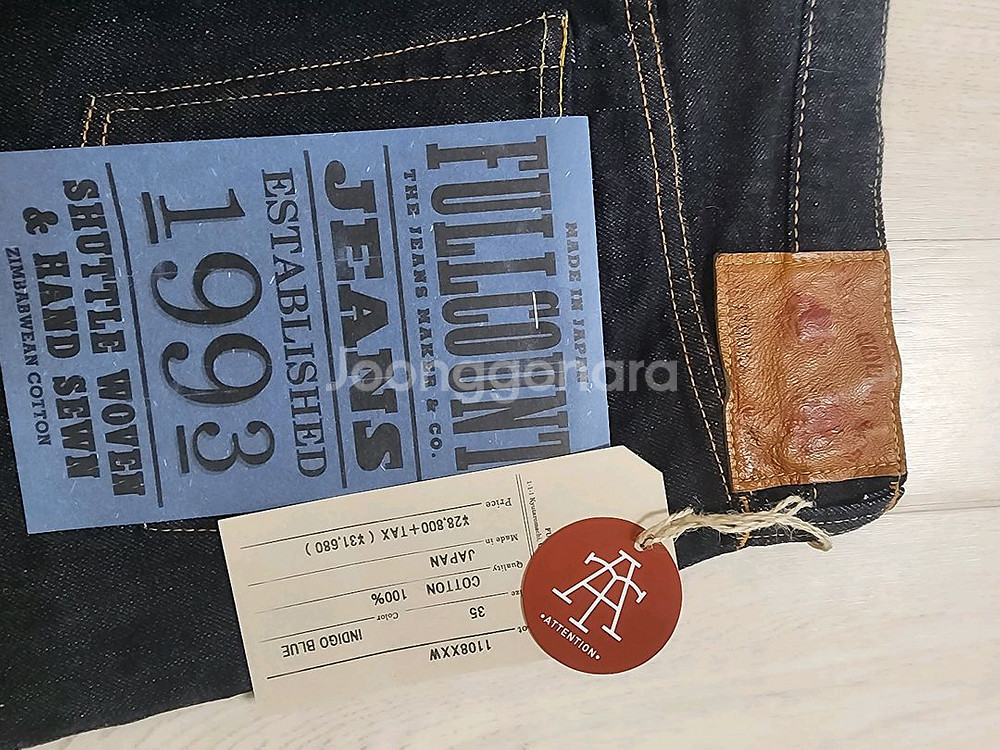 MADE IN JAPAN
FULLCOUNT
THE JEANS MAKER & CO.
JEANS
ESTABLISHED
1993
SHUTTLE WOVEN
& HAND SEWN
ZIMBABWEAN COTTON
1108XXW
Color
INDIGO BLUE
35
Quality
COTTON 100%
Made in
JAPAN
Price
¥28,800+TAX ( ¥31,680 )
•ATTENTION•
Joonggonara